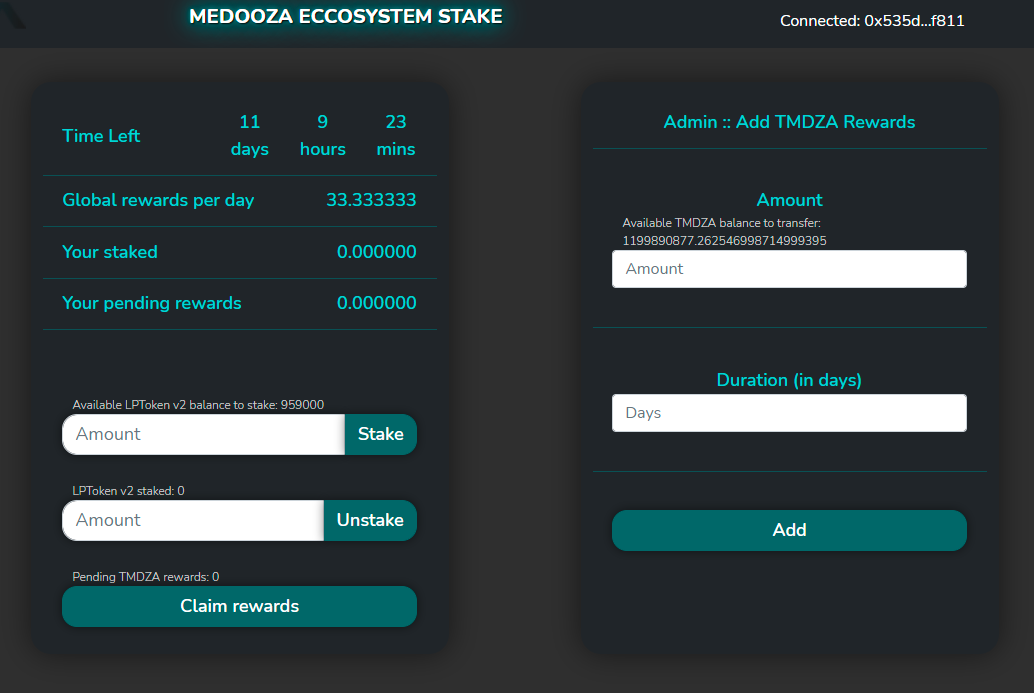 MEDOOZA ECCOSYSTEM STAKE
Connected: 0x535d...f811
Time Left
11 days
9 hours
23 mins
Global rewards per day 33.333333
Your staked 0.000000
Your pending rewards 0.000000
Available LPToken v2 balance to stake: 959000
Amount
Stake
LPToken v2 staked: 0
Amount
Unstake
Pending TMDZA rewards: 0
Claim rewards
Admin :: Add TMDZA Rewards
Amount
Available TMDZA balance to transfer:
1199890877.262546998714999395
Amount
Duration (in days)
Days
Add